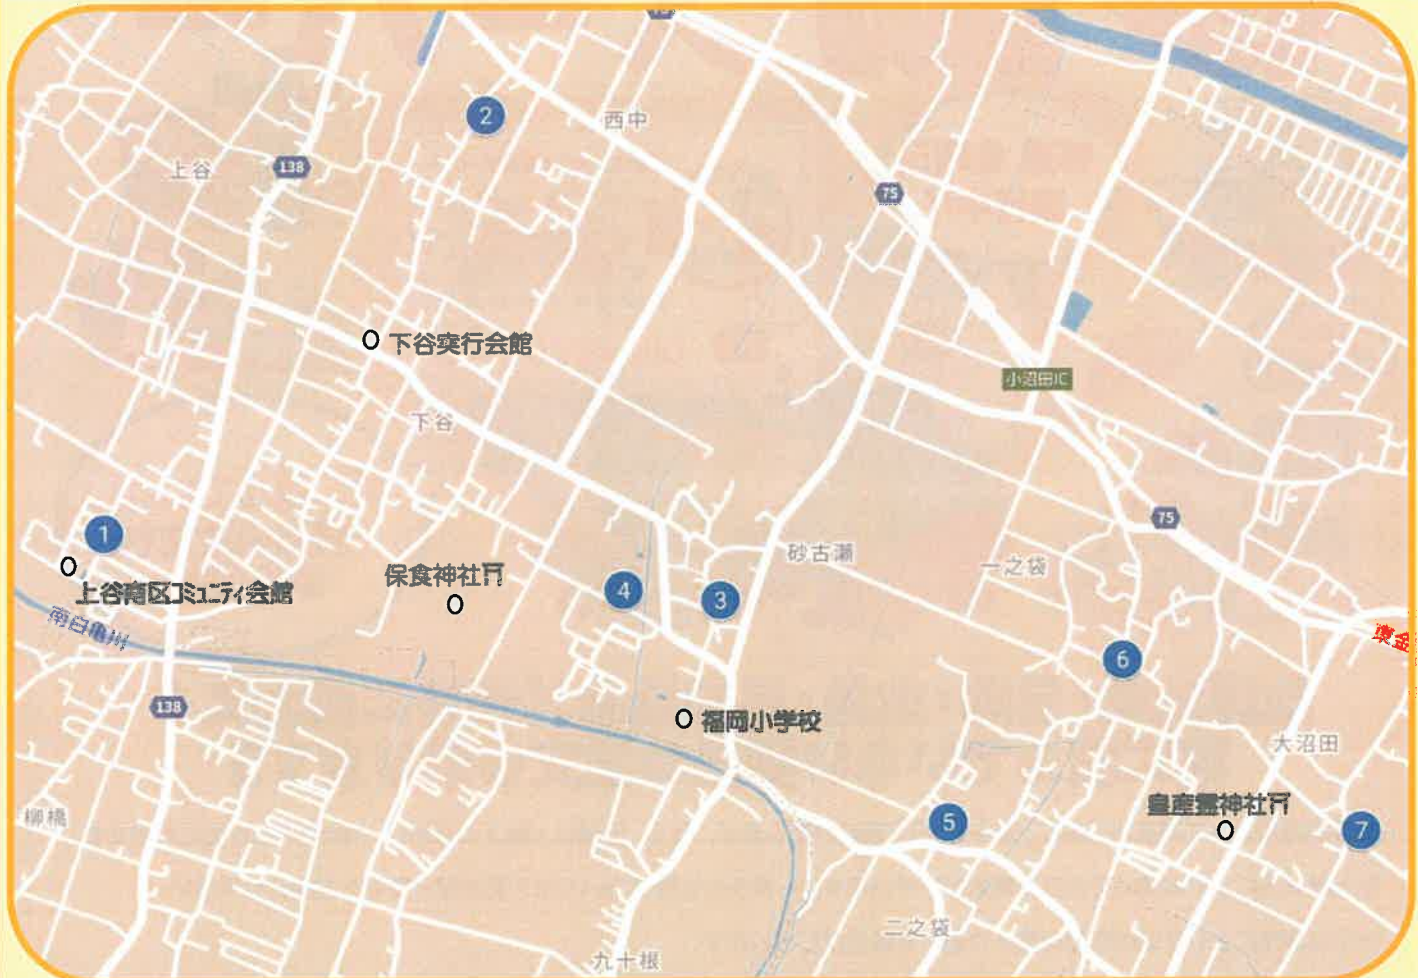 2
西中
上谷
138
75
下谷実行会館
小沼田IC
下谷
75
1
砂古瀬
一之袋
上谷南区コミュニティ会館
保食神社
4
3
南白亀川
東金
6
138
福岡小学校
大沼田
柳橋
5
皇産霊神社
7
二之袋
九十根